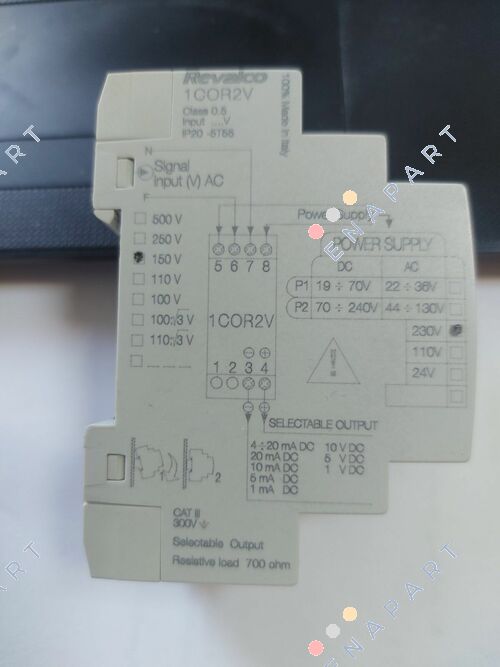 Revalco
1COR2V
Class 0.5
Input ....V
IP20 -5T55
100% Made in Italy
N
Signal
Input (V) AC
F
500 V
250 V
150 V
110 V
100 V
100:√3 V
110:√3 V
Power Supply
5 6 7 8
1COR2V
1 2 3 4
POWER SUPPLY
DC AC
P1 19 ÷ 70V 22 ÷ 36V
P2 70 ÷ 240V 44 ÷ 130V
230V
110V
24V
SELECTABLE OUTPUT
4 ÷ 20 mA DC 10 V DC
20 mA DC 5 V DC
10 mA DC 1 V DC
5 mA DC
1 mA DC
2
CAT III
300V
Selectable Output
Resistive load 700 ohm
ENAPART
ENAPART
ENAPART
PART
PART